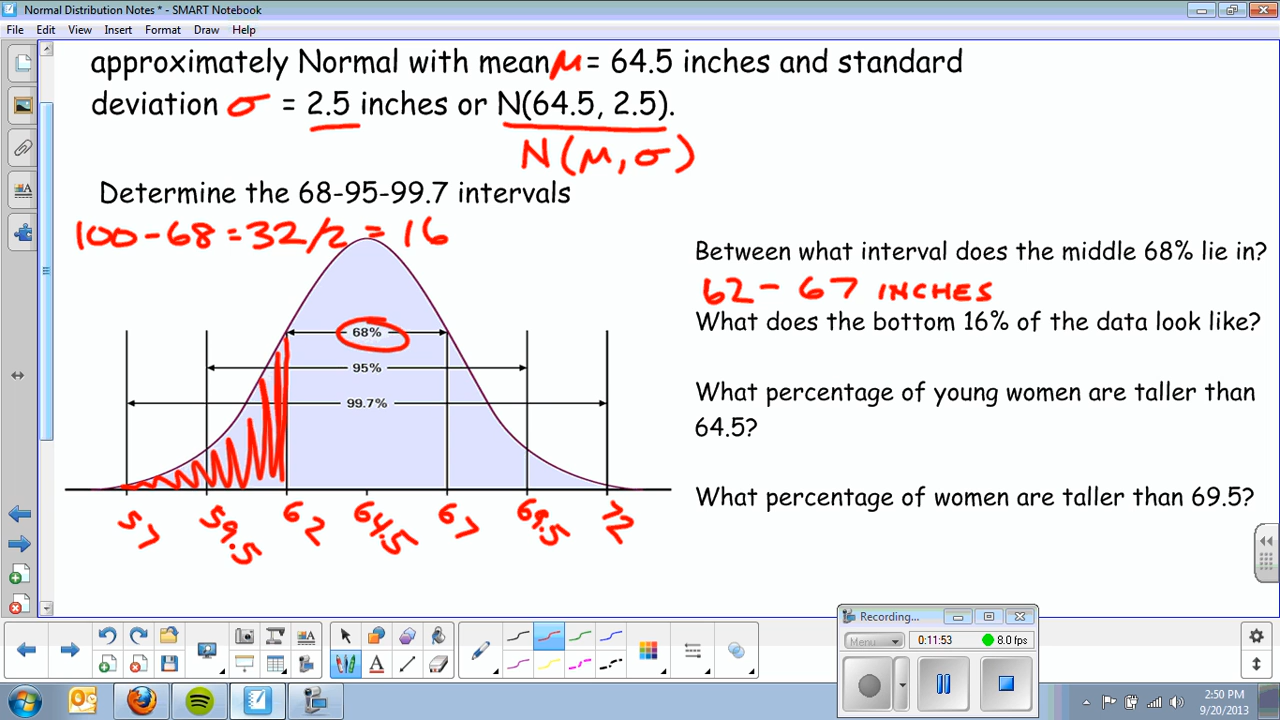 Normal Distribution Notes * - SMART Notebook
File Edit View Insert Format Draw Help
approximately Normal with mean μ = 64.5 inches and standard
deviation σ = 2.5 inches or N(64.5, 2.5).
N(μ,σ)
Determine the 68-95-99.7 intervals
100-68=32/2 = 16
68%
95%
99.7%
57 59.5 62 64.5 67 69.5 72
Between what interval does the middle 68% lie in?
62 - 67 INCHES
What does the bottom 16% of the data look like?
What percentage of young women are taller than
64.5?
What percentage of women are taller than 69.5?
Recording...
Menu 0:11:53 8.0 fps
A
2:50 PM
9/20/2013